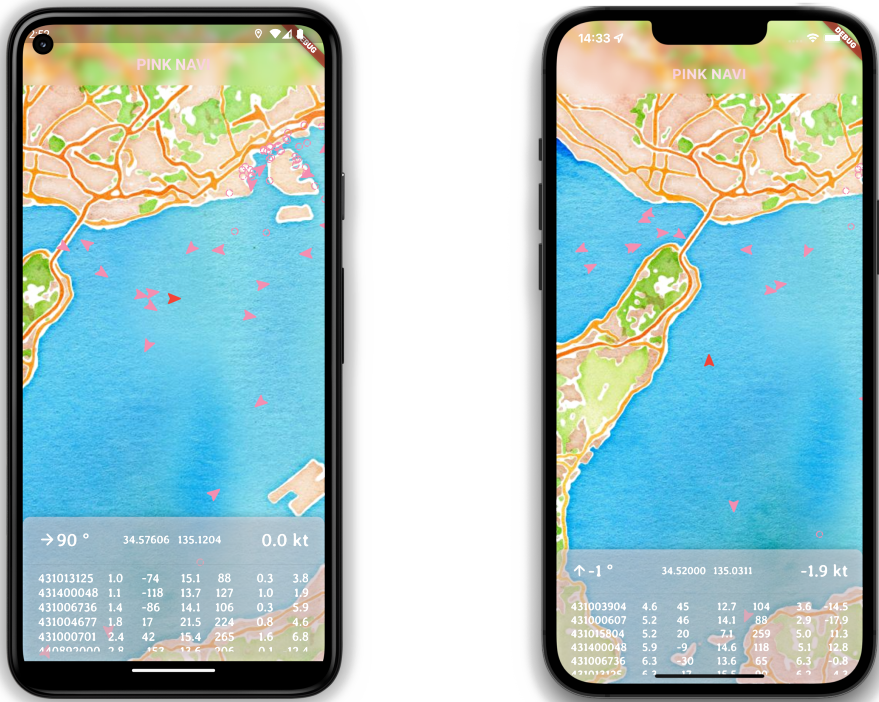 2:52
DEBUG
PINK NAVI
→90 ° 34.57606 135.1204 0.0 kt
431013125 1.0 -74 15.1 88 0.3 3.8
431400048 1.1 -118 13.7 127 1.0 1.9
431006736 1.4 -86 14.1 106 0.3 5.9
431004677 1.8 17 21.5 224 0.8 4.6
431000701 2.4 42 15.4 265 1.6 6.8
14:33
DEBUG
PINK NAVI
↑-1 ° 34.52000 135.0311 -1.9 kt
431003904 4.6 45 12.7 104 3.6 -14.5
431000607 5.2 46 14.1 88 2.9 -17.9
431015804 5.2 20 7.1 259 5.0 11.3
431400048 5.9 -9 14.6 118 5.1 12.8
431006736 6.3 -30 13.6 65 6.3 -0.8